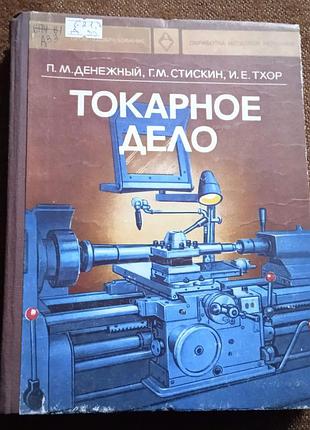 П. М. ДЕНЕЖНЫЙ, Г. М. СТИСКИН, И. Е. ТХОР
ТОКАРНОЕ
ДЕЛО